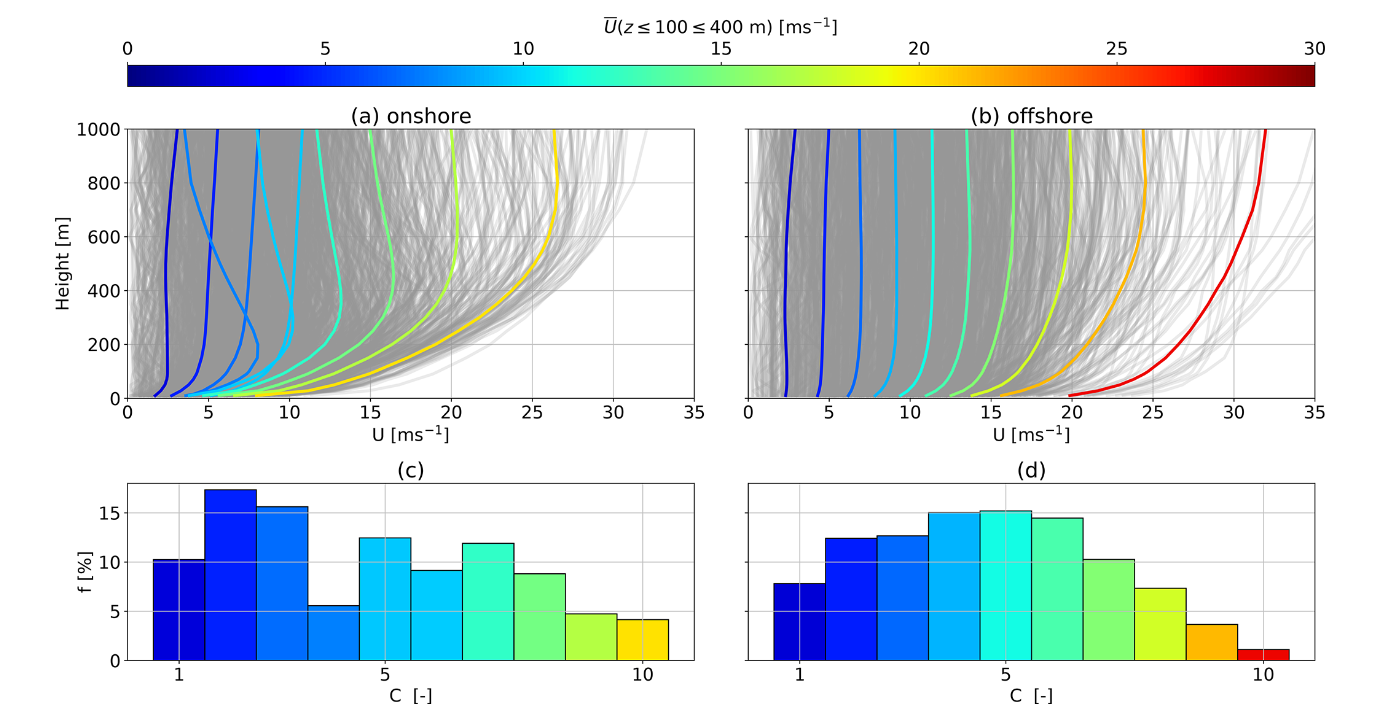 U̅(z ≤ 100 ≤ 400 m) [ms⁻¹]
0 5 10 15 20 25 30
(a) onshore (b) offshore
1000
800
600
400
200
0
Height [m]
0 5 10 15 20 25 30 35 0 5 10 15 20 25 30 35
U [ms⁻¹] U [ms⁻¹]
(c) (d)
15
10
5
0
f [%]
1 5 10 1 5 10
C [-] C [-]